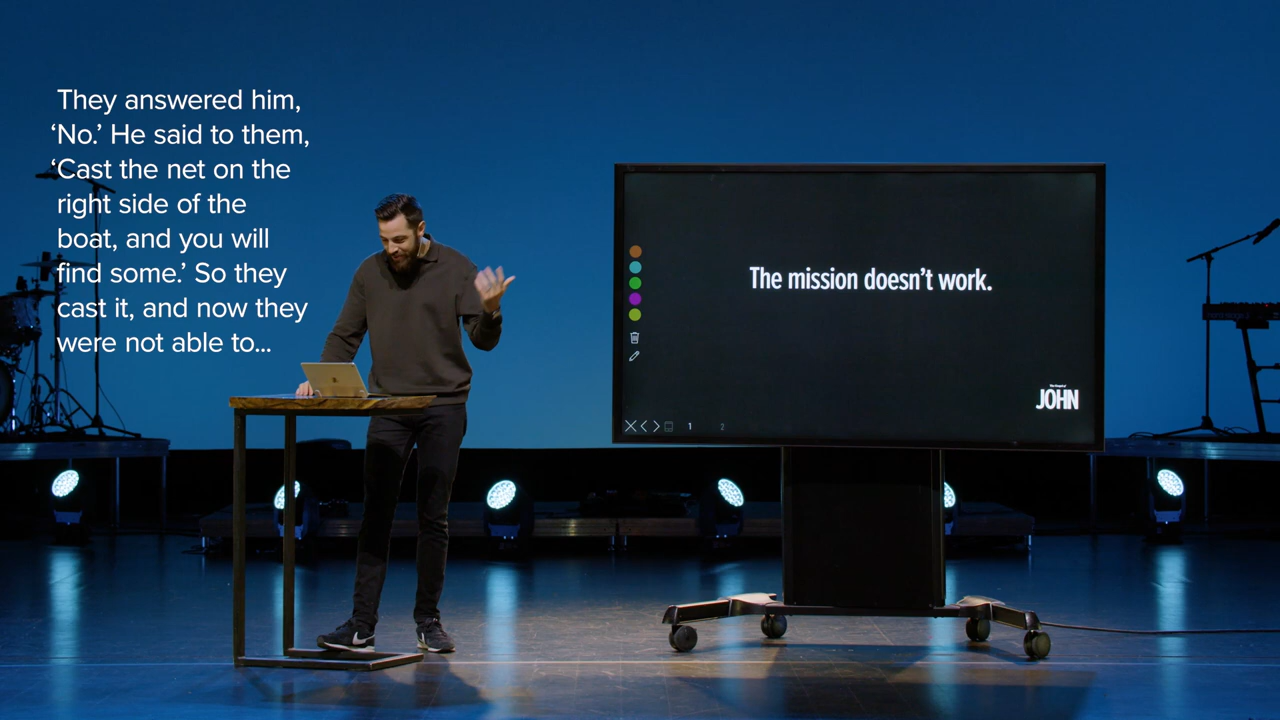 They answered him,
‘No.’ He said to them,
‘Cast the net on the
right side of the
boat, and you will
find some.’ So they
cast it, and now they
were not able to...
The mission doesn’t work.
JOHN
1
2